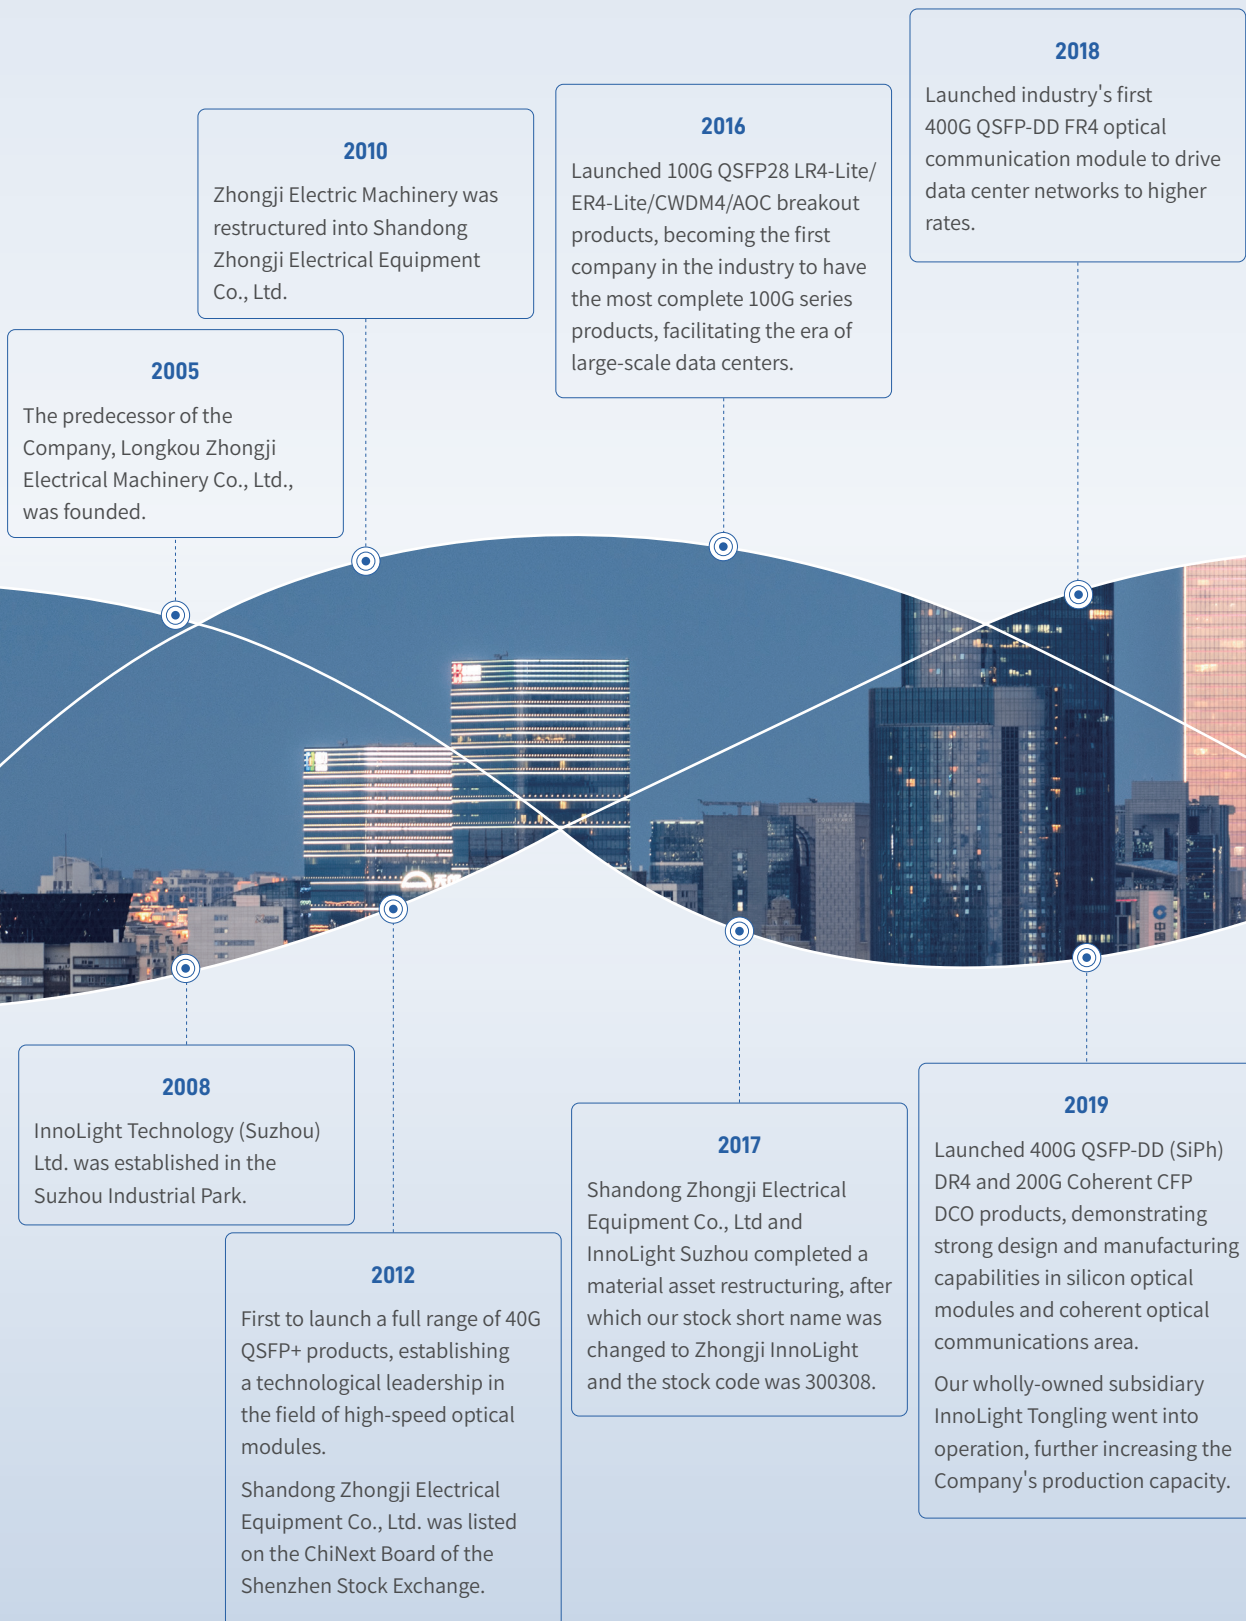 2018
Launched industry's first
400G QSFP-DD FR4 optical
communication module to drive
data center networks to higher
rates.
2016
Launched 100G QSFP28 LR4-Lite/
ER4-Lite/CWDM4/AOC breakout
products, becoming the first
company in the industry to have
the most complete 100G series
products, facilitating the era of
large-scale data centers.
2010
Zhongji Electric Machinery was
restructured into Shandong
Zhongji Electrical Equipment
Co., Ltd.
2005
The predecessor of the
Company, Longkou Zhongji
Electrical Machinery Co., Ltd.,
was founded.
2008
InnoLight Technology (Suzhou)
Ltd. was established in the
Suzhou Industrial Park.
2012
First to launch a full range of 40G
QSFP+ products, establishing
a technological leadership in
the field of high-speed optical
modules.
Shandong Zhongji Electrical
Equipment Co., Ltd. was listed
on the ChiNext Board of the
Shenzhen Stock Exchange.
2017
Shandong Zhongji Electrical
Equipment Co., Ltd and
InnoLight Suzhou completed a
material asset restructuring, after
which our stock short name was
changed to Zhongji InnoLight
and the stock code was 300308.
2019
Launched 400G QSFP-DD (SiPh)
DR4 and 200G Coherent CFP
DCO products, demonstrating
strong design and manufacturing
capabilities in silicon optical
modules and coherent optical
communications area.
Our wholly-owned subsidiary
InnoLight Tongling went into
operation, further increasing the
Company's production capacity.